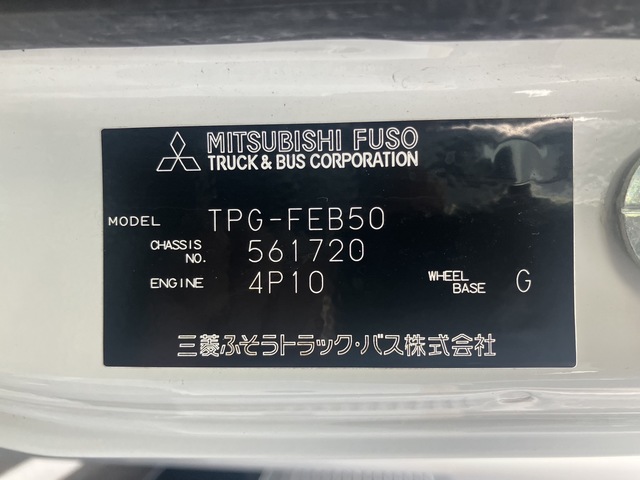 MITSUBISHI FUSO
TRUCK & BUS CORPORATION
MODEL TPG-FEB50
CHASSIS NO. 561720
ENGINE 4P10 WHEEL BASE G
三菱ふそうトラック・バス株式会社